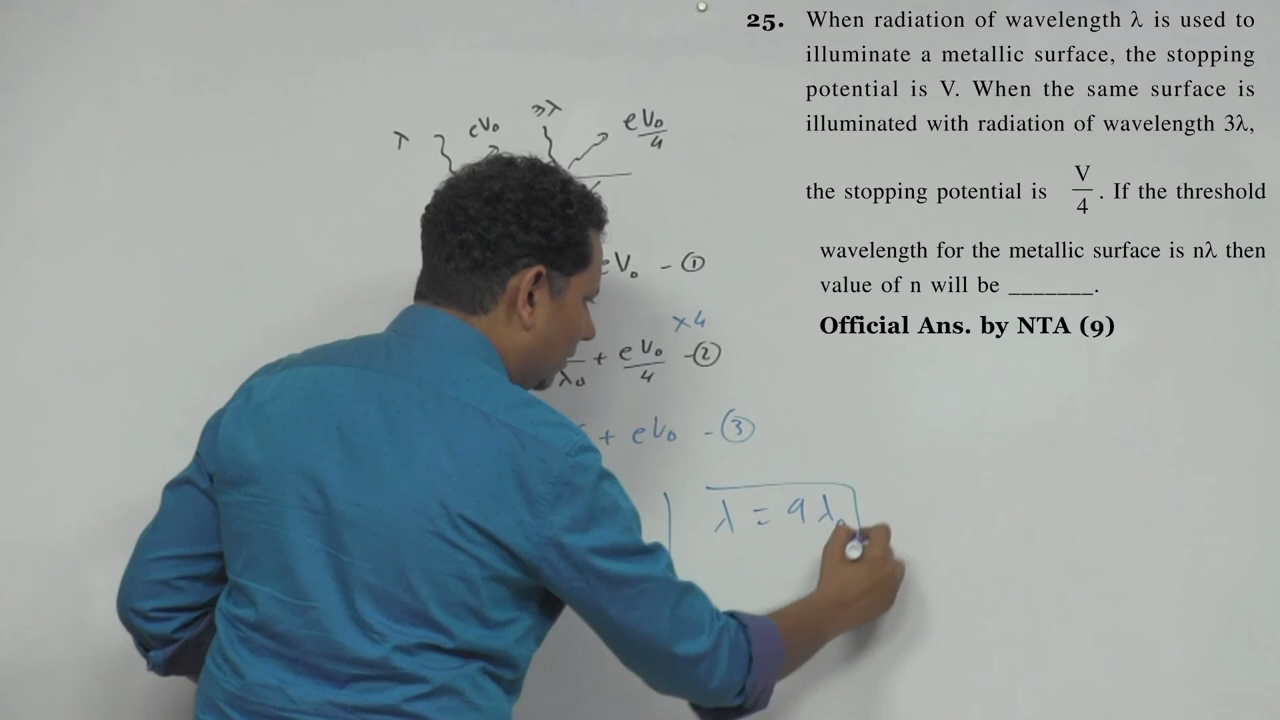 25. When radiation of wavelength λ is used to
illuminate a metallic surface, the stopping
potential is V. When the same surface is
illuminated with radiation of wavelength 3λ,
the stopping potential is V/4. If the threshold
wavelength for the metallic surface is nλ then
value of n will be _______.
Official Ans. by NTA (9)
λ eV₀ 3λ eV₀/4
eV₀ - ①
×4
λ₀ + eV₀/4 - ②
+ eV₀ - ③
λ = 9λ₀